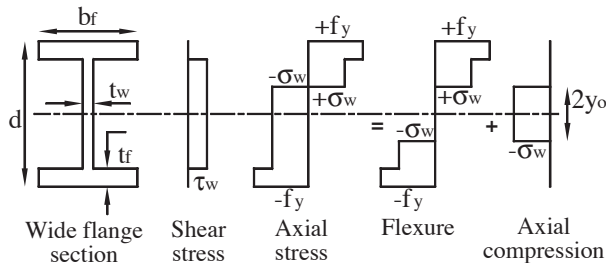 bf
d
tw
tf
τw
+fy
-σw
+σw
-fy
=
+fy
+σw
-σw
-fy
+
2yo
-σw
Wide flange
section
Shear
stress
Axial
stress
Flexure
Axial
compression